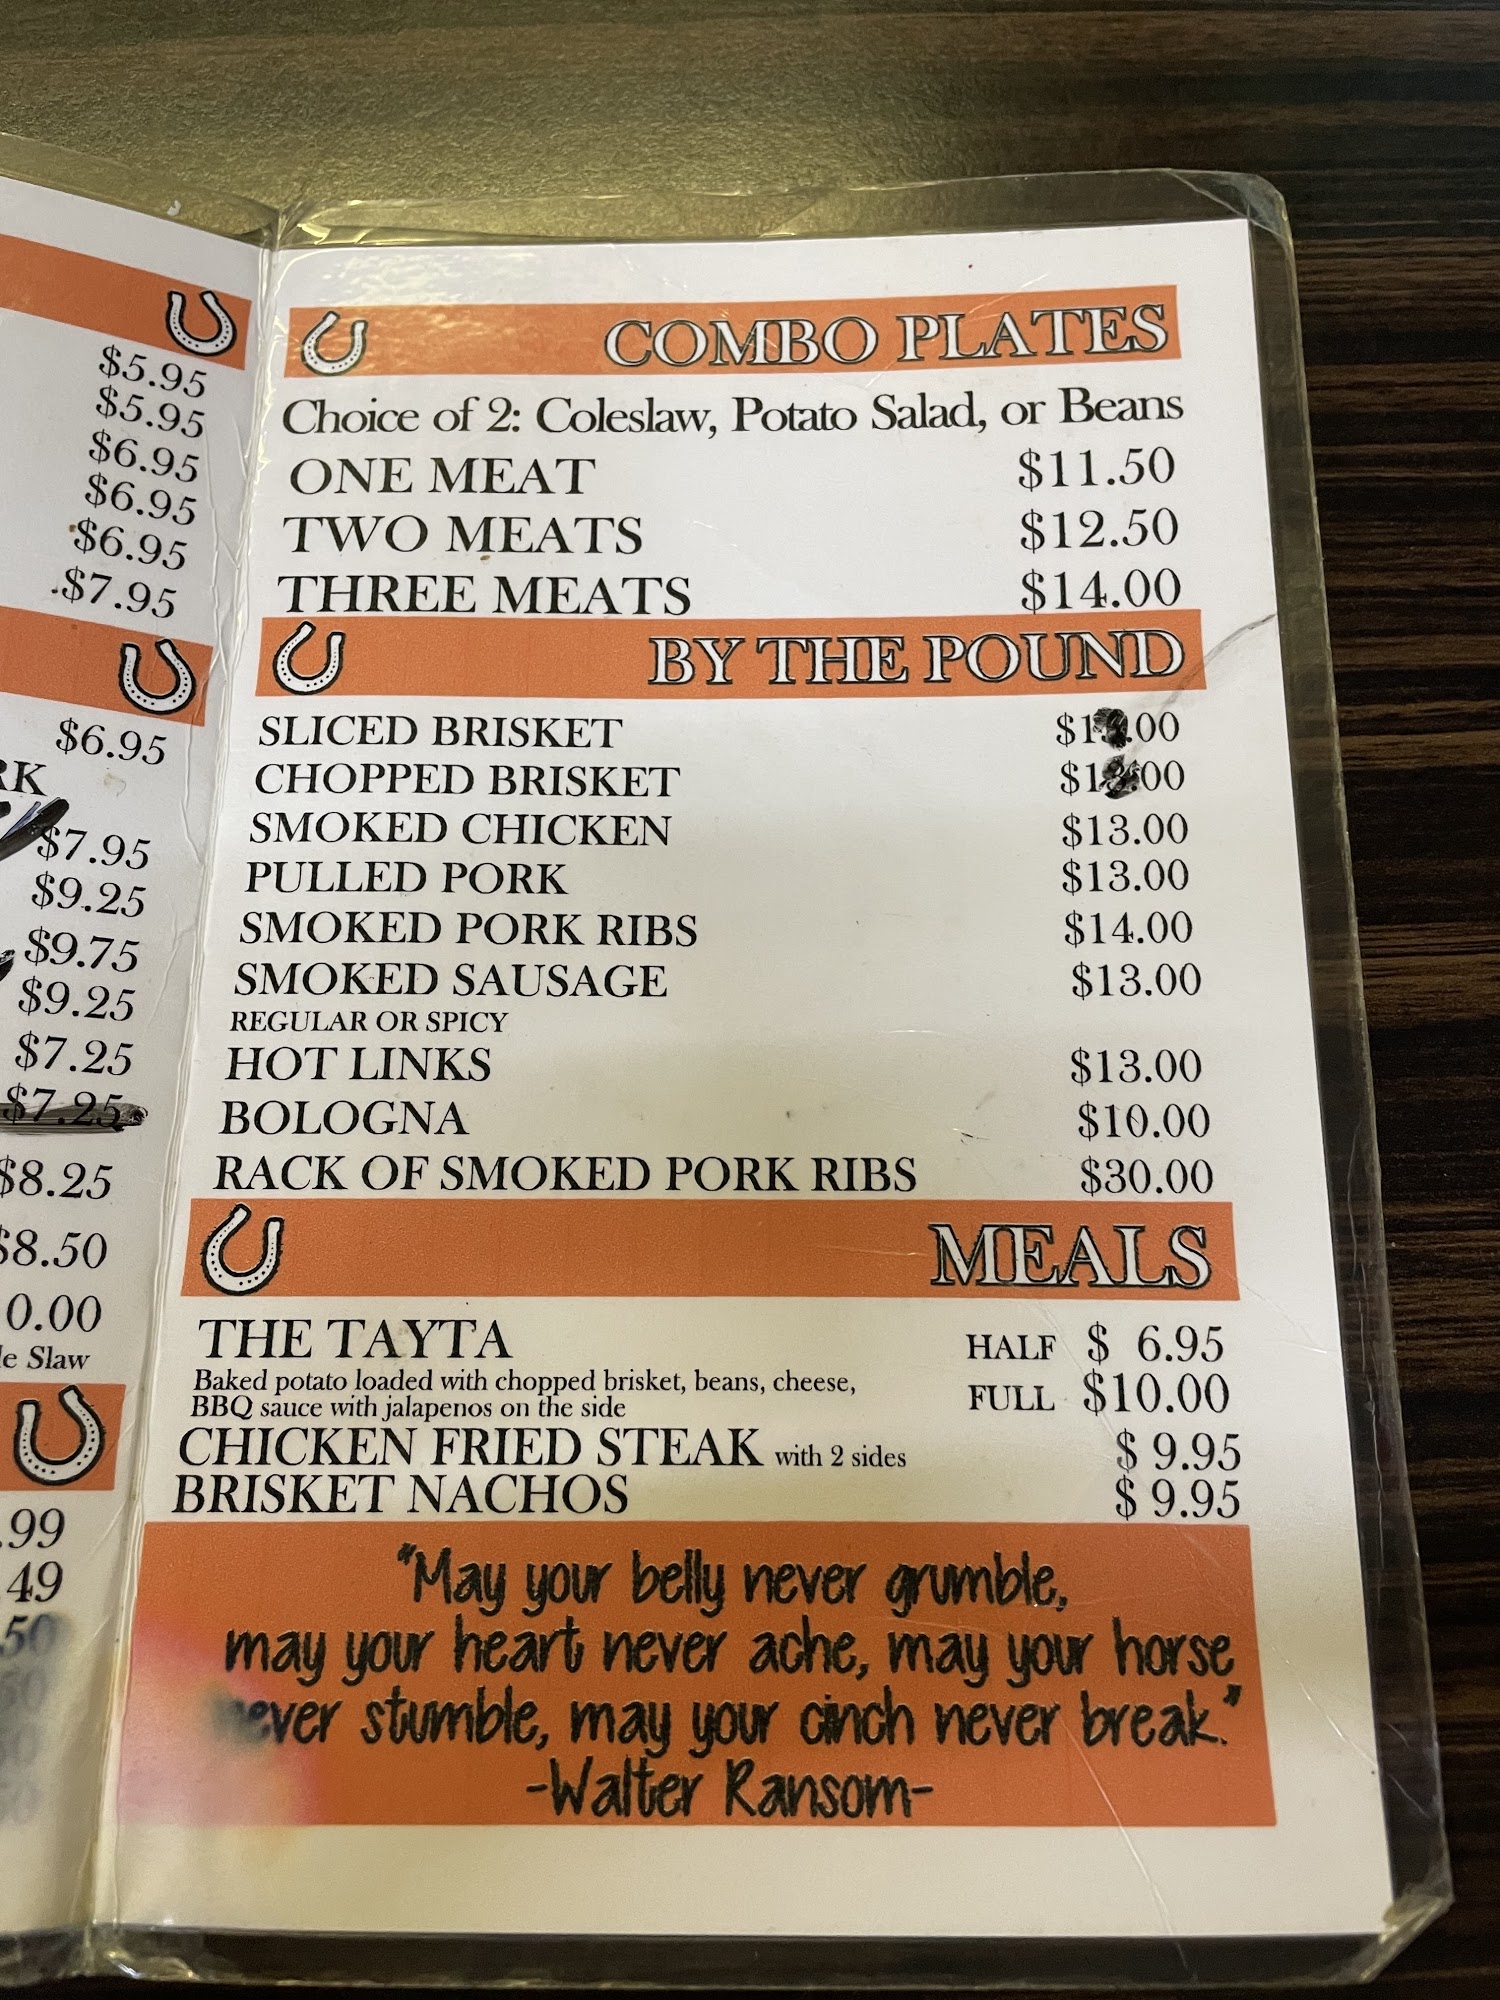 $5.95
$5.95
$6.95
$6.95
$6.95
$7.95
$6.95
$7.95
$9.25
$9.75
$9.25
$7.25
$7.25
$8.25
$8.50
0.00
Slaw
.99
.49
.50
COMBO PLATES
Choice of 2: Coleslaw, Potato Salad, or Beans
ONE MEAT $11.50
TWO MEATS $12.50
THREE MEATS $14.00
BY THE POUND
SLICED BRISKET
CHOPPED BRISKET
SMOKED CHICKEN $13.00
PULLED PORK $13.00
SMOKED PORK RIBS $14.00
SMOKED SAUSAGE $13.00
REGULAR OR SPICY
HOT LINKS $13.00
BOLOGNA $10.00
RACK OF SMOKED PORK RIBS $30.00
MEALS
THE TAYTA HALF $ 6.95
Baked potato loaded with chopped brisket, beans, cheese,
BBQ sauce with jalapenos on the side FULL $10.00
CHICKEN FRIED STEAK with 2 sides $ 9.95
BRISKET NACHOS $ 9.95
"May your belly never grumble,
may your heart never ache, may your horse
never stumble, may your cinch never break."
-Walter Ransom-